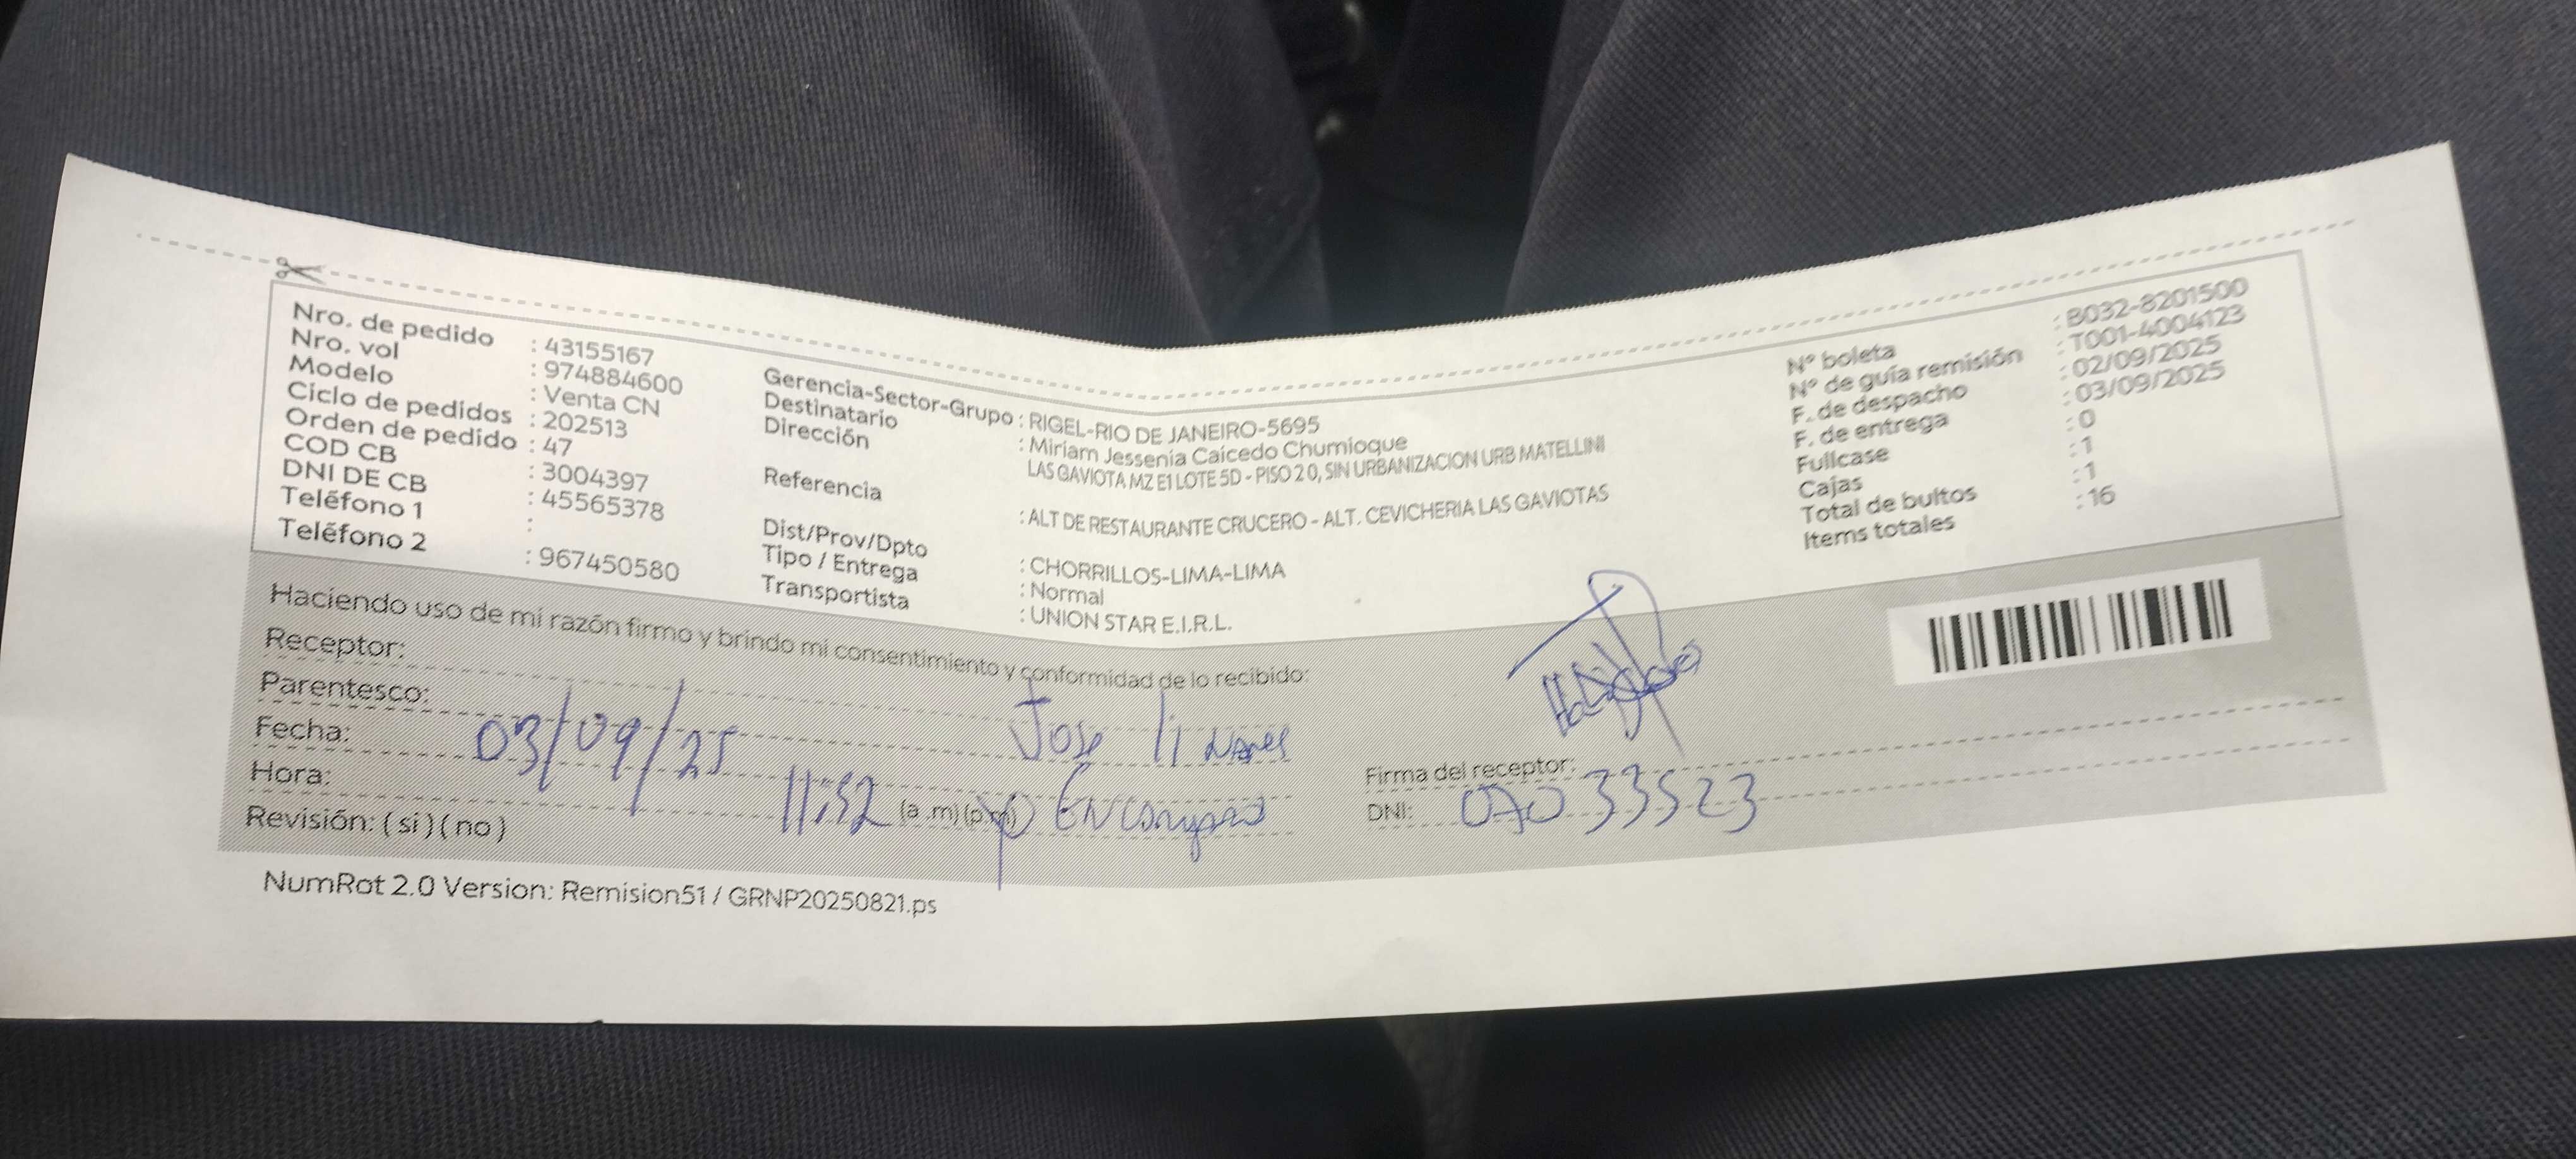 Nro. de pedido : 43155167
Nro. vol : 974884600
Modelo : Venta CN
Ciclo de pedidos : 202513
Orden de pedido : 47
COD CB : 3004397
DNI DE CB : 45565378
Teléfono 1 :
Teléfono 2 : 967450580
Gerencia-Sector-Grupo : RIGEL-RIO DE JANEIRO-5695
Destinatario : Miriam Jessenia Caicedo Chumioque
Dirección LAS GAVIOTA MZ E1 LOTE 5D - PISO 2 0, SIN URBANIZACION URB MATELLINI
Referencia : ALT DE RESTAURANTE CRUCERO - ALT. CEVICHERIA LAS GAVIOTAS
Dist/Prov/Dpto : CHORRILLOS-LIMA-LIMA
Tipo / Entrega : Normal
Transportista : UNION STAR E.I.R.L.
N° boleta : B032-8201500
N° de guía remisión : T001-4004123
F. de despacho : 02/09/2025
F. de entrega : 03/09/2025
Fullcase : 0
Cajas : 1
Total de bultos : 1
Items totales : 16
Haciendo uso de mi razón firmo y brindo mi consentimiento y conformidad de lo recibido:
Receptor: Jose Linares
Parentesco:
Fecha: 03/09/25
Hora: 11:52 (a.m) (p.m)
Revisión: ( si ) ( no )
Firma del receptor:
DNI: 07033523
NumRot 2.0 Version: Remision51 / GRNP20250821.ps